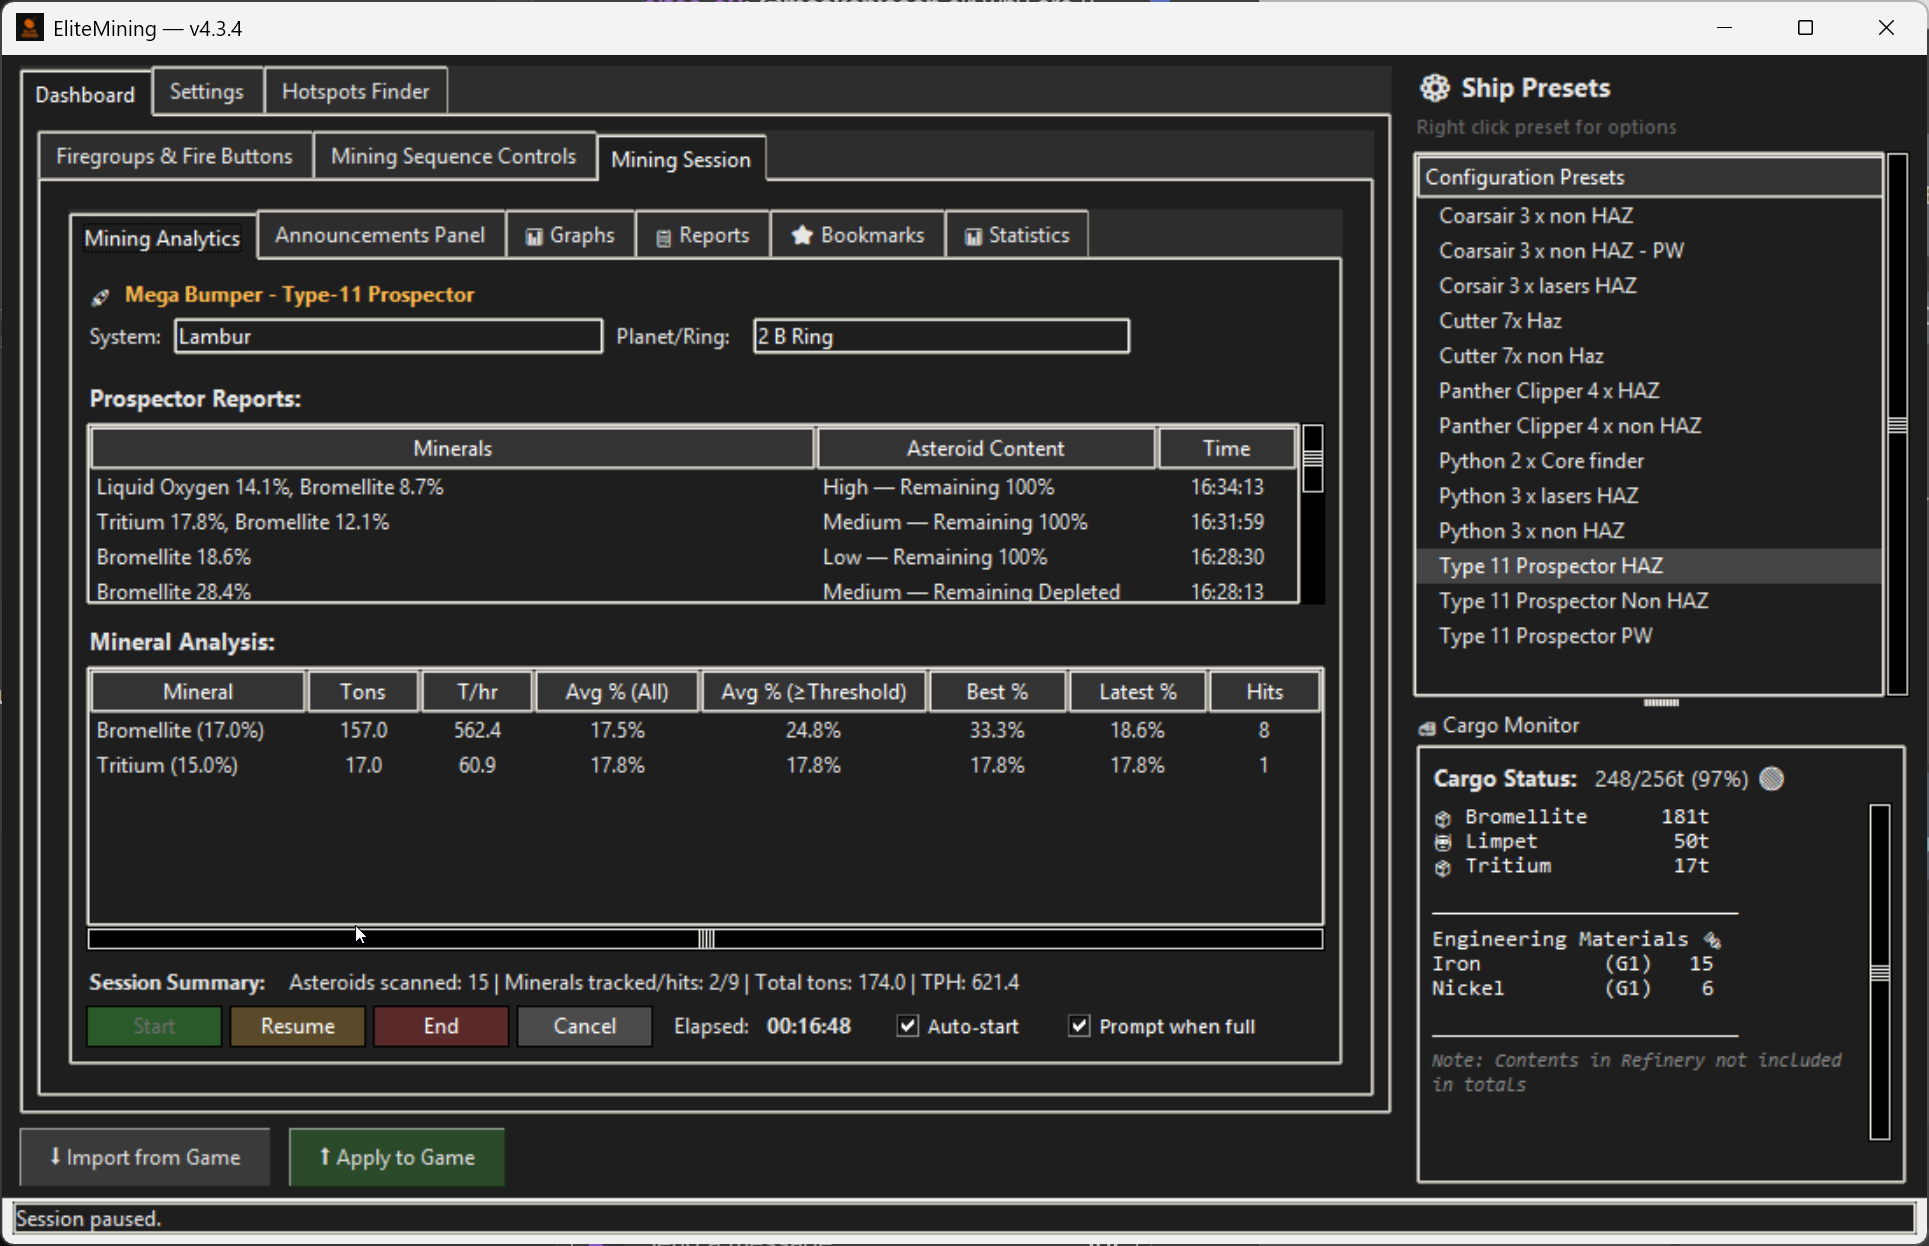 EliteMining — v4.3.4
Dashboard
Settings
Hotspots Finder
Firegroups & Fire Buttons
Mining Sequence Controls
Mining Session
Mining Analytics
Announcements Panel
Graphs
Reports
Bookmarks
Statistics
Mega Bumper - Type-11 Prospector
System: Lambur Planet/Ring: 2 B Ring
Prospector Reports:
Minerals Asteroid Content Time
Liquid Oxygen 14.1%, Bromellite 8.7% High — Remaining 100% 16:34:13
Tritium 17.8%, Bromellite 12.1% Medium — Remaining 100% 16:31:59
Bromellite 18.6% Low — Remaining 100% 16:28:30
Bromellite 28.4% Medium — Remaining Depleted 16:28:13
Mineral Analysis:
Mineral Tons T/hr Avg % (All) Avg % (≥Threshold) Best % Latest % Hits
Bromellite (17.0%) 157.0 562.4 17.5% 24.8% 33.3% 18.6% 8
Tritium (15.0%) 17.0 60.9 17.8% 17.8% 17.8% 17.8% 1
Session Summary: Asteroids scanned: 15 | Minerals tracked/hits: 2/9 | Total tons: 174.0 | TPH: 621.4
Start Resume End Cancel Elapsed: 00:16:48 Auto-start Prompt when full
Import from Game
Apply to Game
Session paused.
Ship Presets
Right click preset for options
Configuration Presets
Coarsair 3 x non HAZ
Coarsair 3 x non HAZ - PW
Corsair 3 x lasers HAZ
Cutter 7x Haz
Cutter 7x non Haz
Panther Clipper 4 x HAZ
Panther Clipper 4 x non HAZ
Python 2 x Core finder
Python 3 x lasers HAZ
Python 3 x non HAZ
Type 11 Prospector HAZ
Type 11 Prospector Non HAZ
Type 11 Prospector PW
Cargo Monitor
Cargo Status: 248/256t (97%)
Bromellite 181t
Limpet 50t
Tritium 17t
Engineering Materials
Iron (G1) 15
Nickel (G1) 6
Note: Contents in Refinery not included
in totals